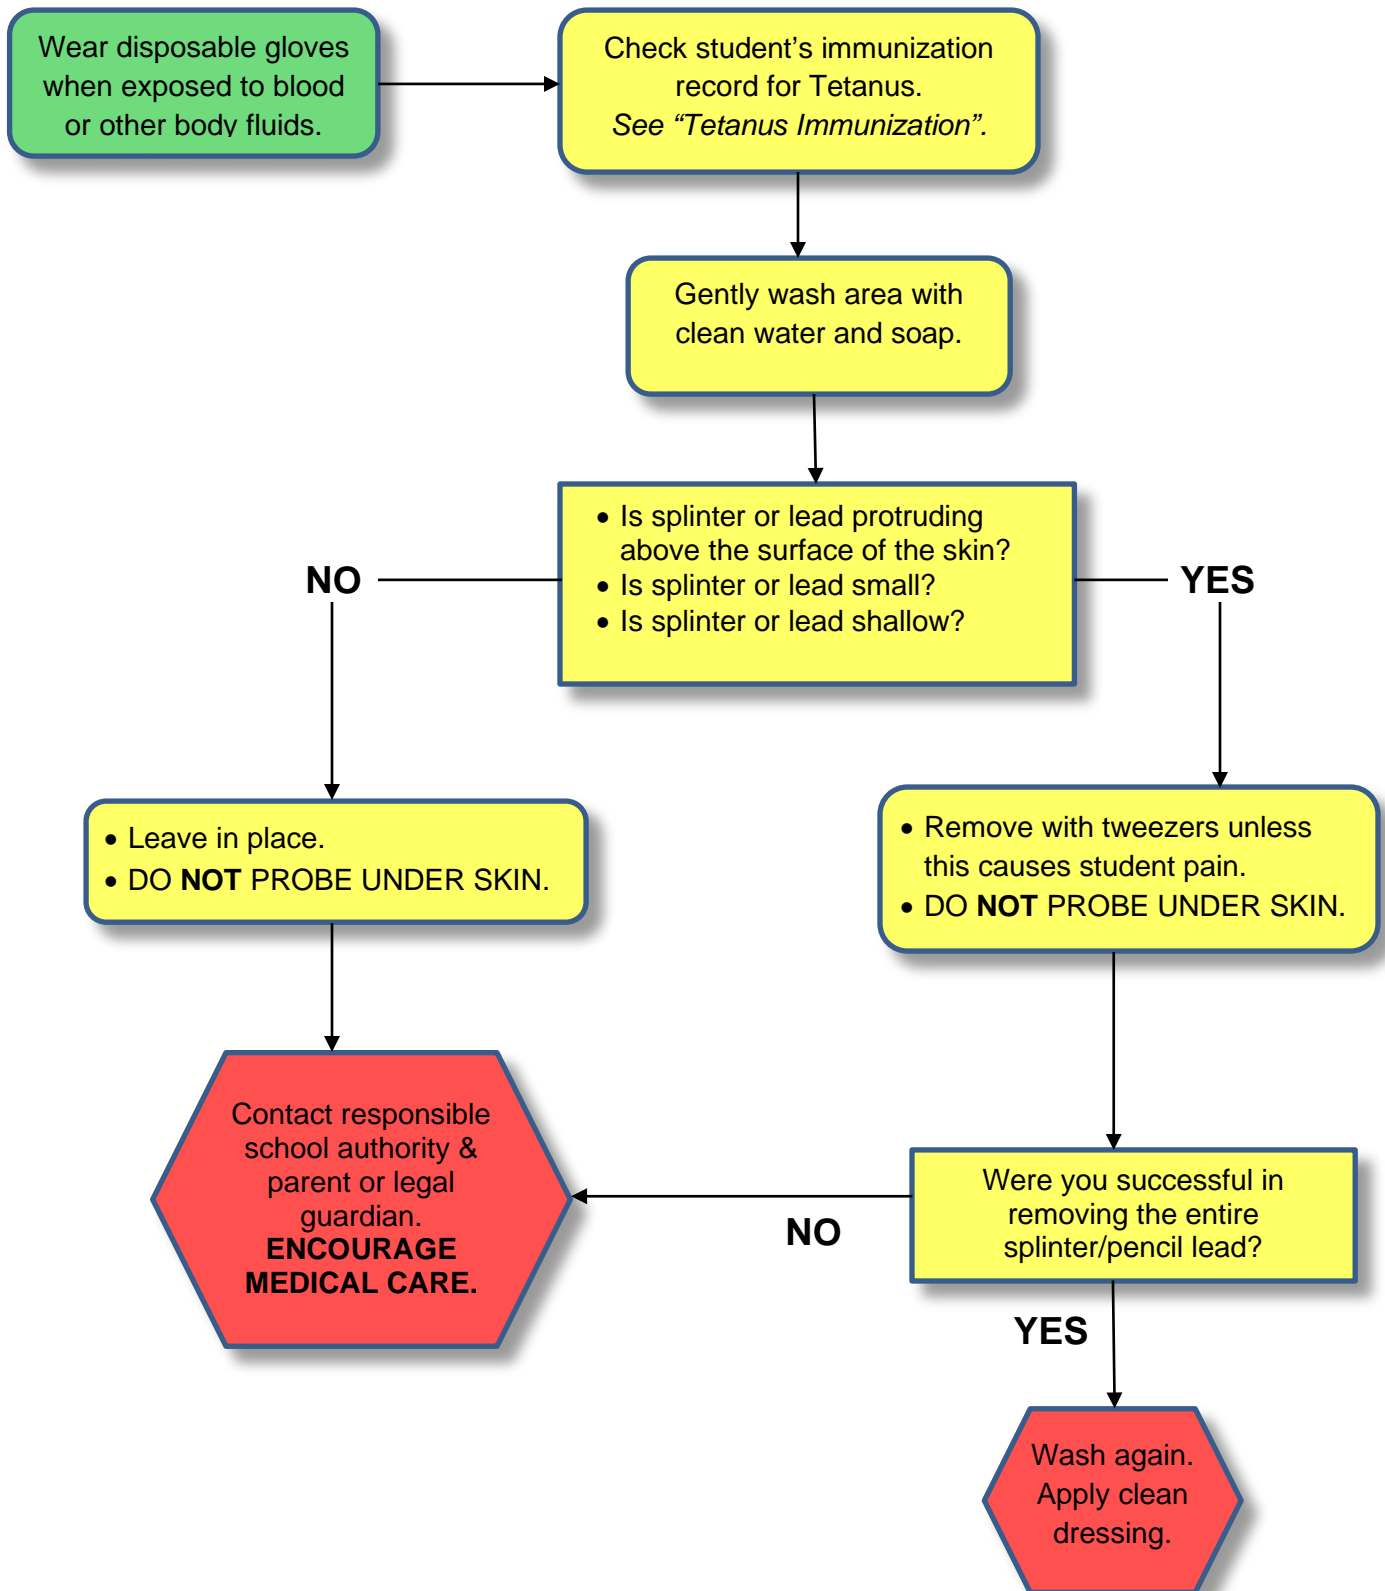 Wear disposable gloves
when exposed to blood
or other body fluids.
Check student’s immunization
record for Tetanus.
See “Tetanus Immunization”.
Gently wash area with
clean water and soap.
• Is splinter or lead protruding
above the surface of the skin?
• Is splinter or lead small?
• Is splinter or lead shallow?
NO
YES
• Leave in place.
• DO NOT PROBE UNDER SKIN.
• Remove with tweezers unless
this causes student pain.
• DO NOT PROBE UNDER SKIN.
Contact responsible
school authority &
parent or legal
guardian.
ENCOURAGE
MEDICAL CARE.
Were you successful in
removing the entire
splinter/pencil lead?
NO
YES
Wash again.
Apply clean
dressing.